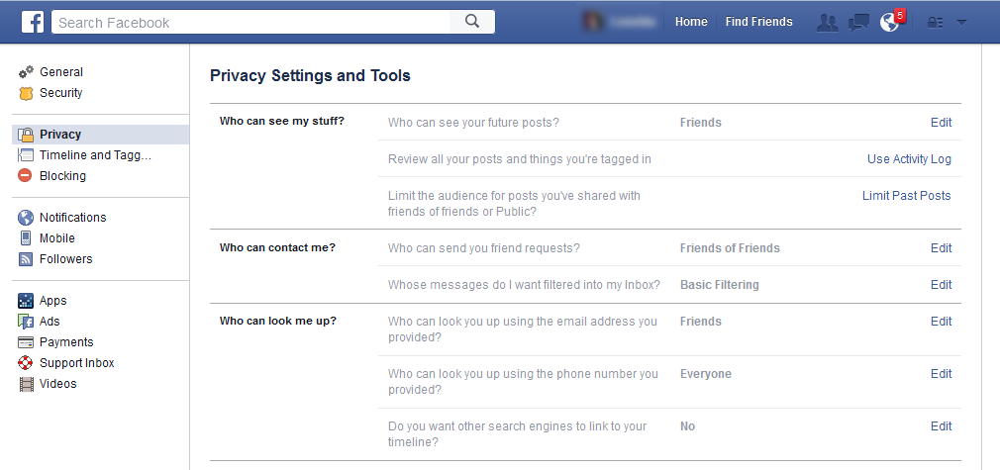 f Search Facebook Home Find Friends 5
General
Security
Privacy
Timeline and Tagg...
Blocking
Notifications
Mobile
Followers
Apps
Ads
Payments
Support Inbox
Videos
Privacy Settings and Tools
Who can see my stuff? Who can see your future posts? Friends Edit
Review all your posts and things you're tagged in Use Activity Log
Limit the audience for posts you've shared with Limit Past Posts
friends of friends or Public?
Who can contact me? Who can send you friend requests? Friends of Friends Edit
Whose messages do I want filtered into my Inbox? Basic Filtering Edit
Who can look me up? Who can look you up using the email address you Friends Edit
provided?
Who can look you up using the phone number you Everyone Edit
provided?
Do you want other search engines to link to your No Edit
timeline?